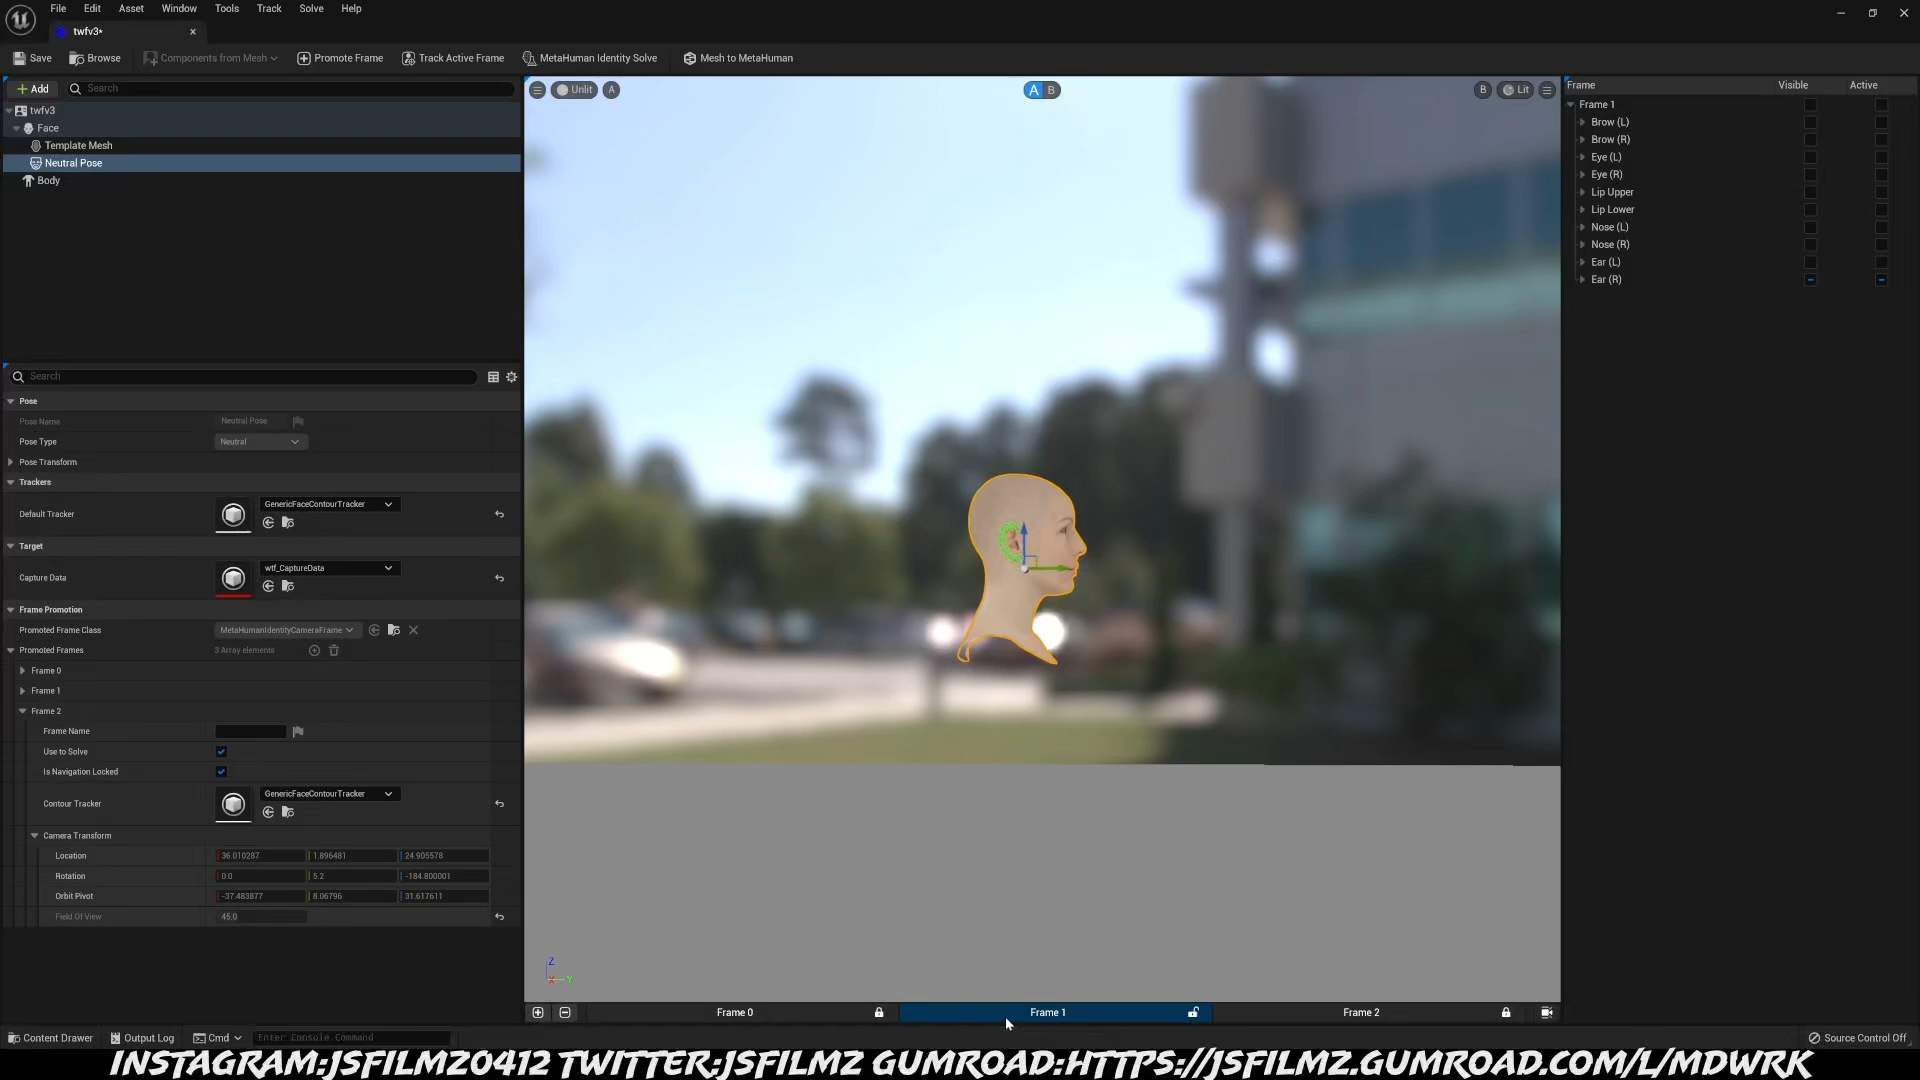 File Edit Asset Window Tools Track Solve Help
twfv3*
Save Browse Components from Mesh Promote Frame Track Active Frame MetaHuman Identity Solve Mesh to MetaHuman
Add Search
twfv3
Face
Template Mesh
Neutral Pose
Body
Search
Pose
Pose Name Neutral Pose
Pose Type Neutral
Pose Transform
Trackers
Default Tracker GenericFaceContourTracker
Target
Capture Data wtf_CaptureData
Frame Promotion
Promoted Frame Class MetaHumanIdentityCameraFrame
Promoted Frames 3 Array elements
Frame 0
Frame 1
Frame 2
Frame Name
Use to Solve
Is Navigation Locked
Contour Tracker GenericFaceContourTracker
Camera Transform
Location 36.010287 1.896481 24.905578
Rotation 0.0 5.2 -184.800001
Orbit Pivot -37.483877 8.06796 31.617611
Field Of View 45.0
Unlit A A B B Lit
Z
X Y
Frame 0 Frame 1 Frame 2
Frame Visible Active
Frame 1
Brow (L)
Brow (R)
Eye (L)
Eye (R)
Lip Upper
Lip Lower
Nose (L)
Nose (R)
Ear (L)
Ear (R)
Content Drawer Output Log Cmd Enter Console Command Source Control Off
INSTAGRAM:JSFILMZ0412 TWITTER:JSFILMZ GUMROAD:HTTPS://JSFILMZ.GUMROAD.COM/L/MDWRK